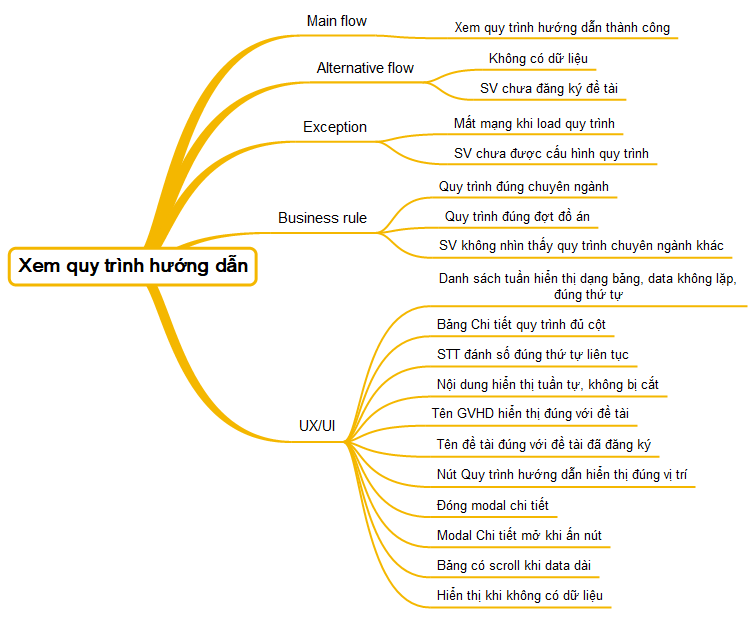 Main flow
Xem quy trình hướng dẫn thành công
Alternative flow
Không có dữ liệu
SV chưa đăng ký đề tài
Exception
Mất mạng khi load quy trình
SV chưa được cấu hình quy trình
Business rule
Quy trình đúng chuyên ngành
Quy trình đúng đợt đồ án
SV không nhìn thấy quy trình chuyên ngành khác
Xem quy trình hướng dẫn
UX/UI
Danh sách tuần hiển thị dạng bảng, data không lặp,
đúng thứ tự
Bảng Chi tiết quy trình đủ cột
STT đánh số đúng thứ tự liên tục
Nội dung hiển thị tuần tự, không bị cắt
Tên GVHD hiển thị đúng với đề tài
Tên đề tài đúng với đề tài đã đăng ký
Nút Quy trình hướng dẫn hiển thị đúng vị trí
Đóng modal chi tiết
Modal Chi tiết mở khi ấn nút
Bảng có scroll khi data dài
Hiển thị khi không có dữ liệu